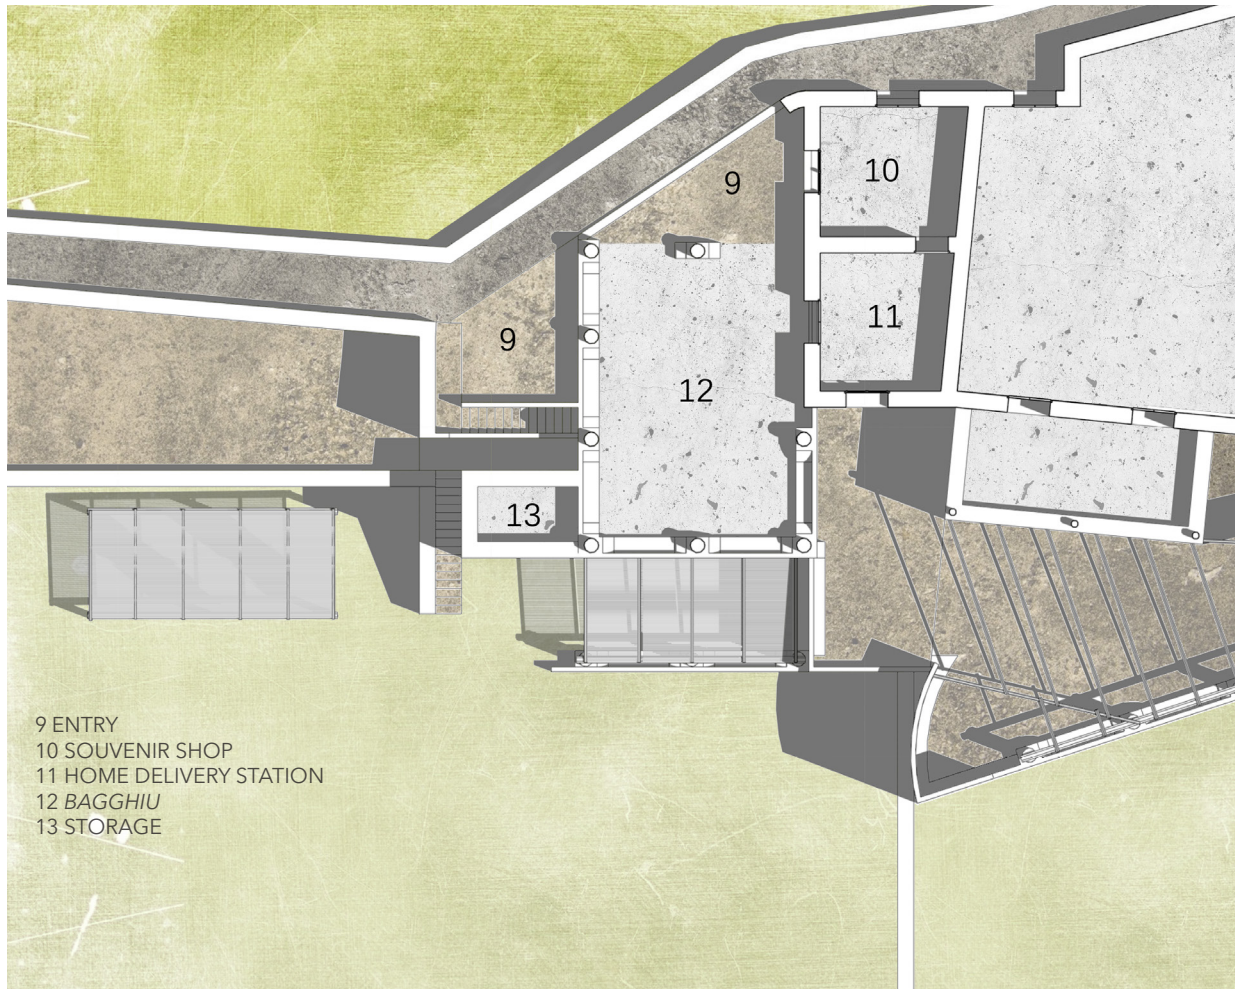 10
9
11
9
12
13
9 ENTRY
10 SOUVENIR SHOP
11 HOME DELIVERY STATION
12 BAGGHIU
13 STORAGE